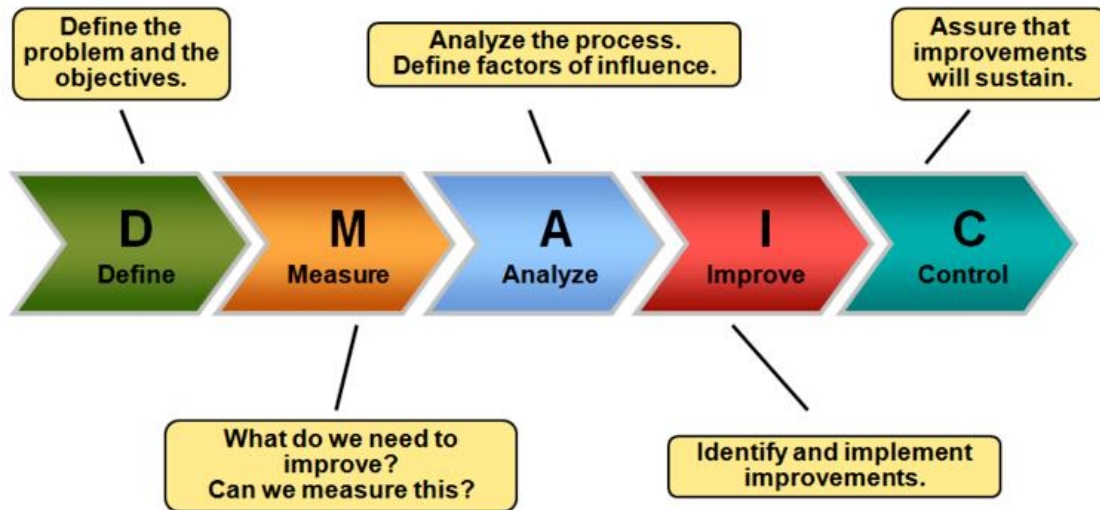 Define the
problem and the
objectives.
Analyze the process.
Define factors of influence.
Assure that
improvements
will sustain.
D
Define
M
Measure
A
Analyze
I
Improve
C
Control
What do we need to
improve?
Can we measure this?
Identify and implement
improvements.